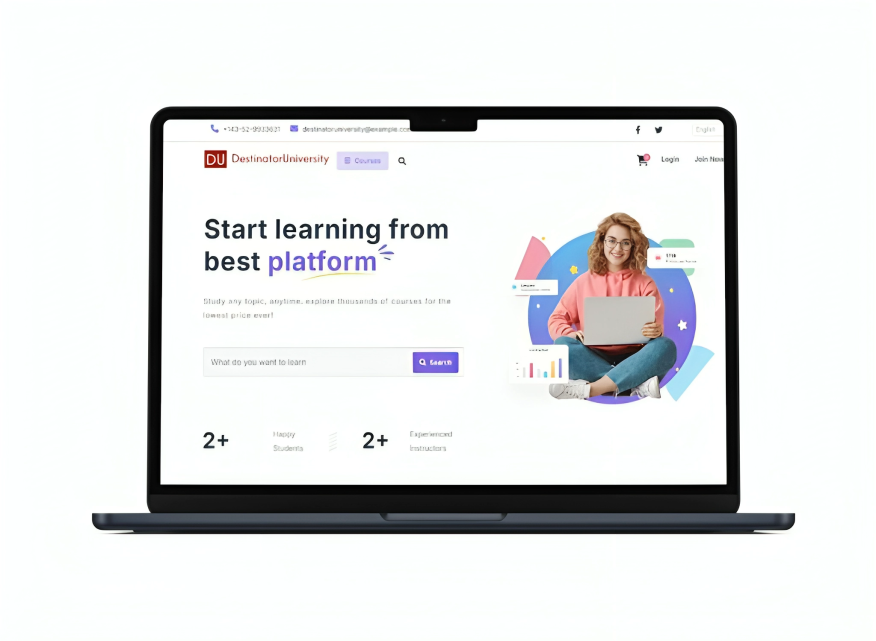 +143-52-9933631 destinatoruniversity@example.com
English
DU DestinatorUniversity
Courses
Login
Join Now
Start learning from
best platform
Study any topic, anytime. explore thousands of courses for the
lowest price ever!
What do you want to learn
Search
2+
Happy
Students
2+
Experienced
Instructors